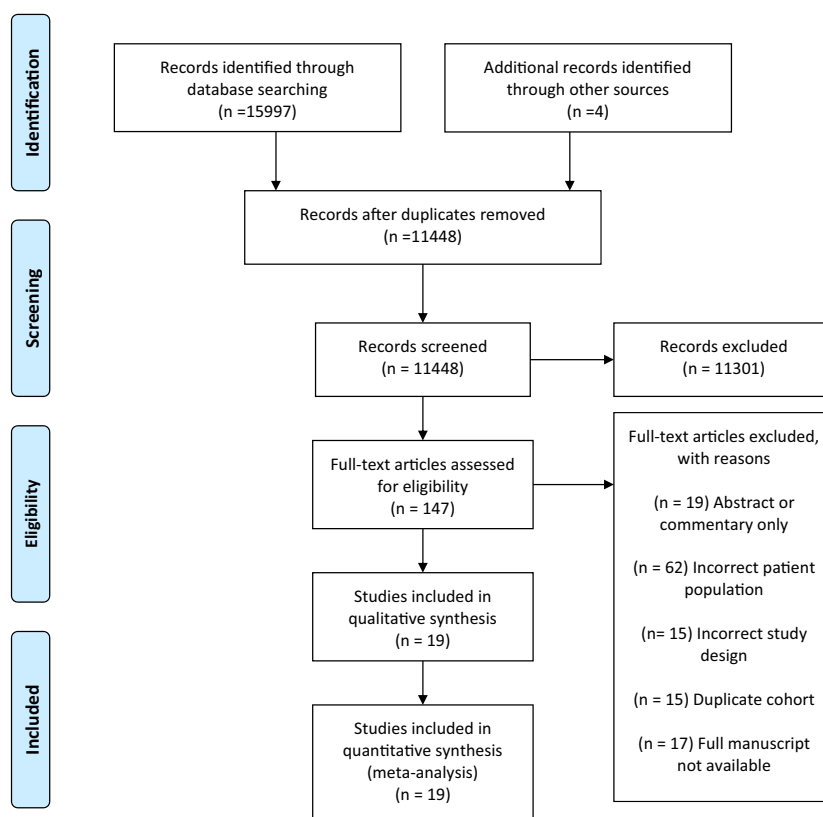 Identification
Records identified through
database searching
(n =15997)
Additional records identified
through other sources
(n =4)
Records after duplicates removed
(n =11448)
Screening
Records screened
(n = 11448)
Records excluded
(n = 11301)
Eligibility
Full-text articles assessed
for eligibility
(n = 147)
Full-text articles excluded,
with reasons
(n = 19) Abstract or
commentary only
(n = 62) Incorrect patient
population
(n= 15) Incorrect study
design
(n = 15) Duplicate cohort
(n = 17) Full manuscript
not available
Studies included in
qualitative synthesis
(n = 19)
Included
Studies included in
quantitative synthesis
(meta-analysis)
(n = 19)